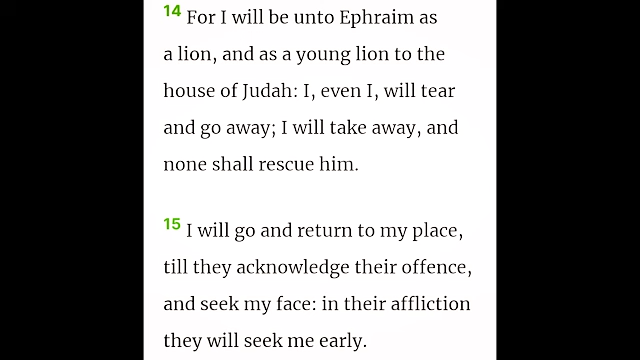 14 For I will be unto Ephraim as
a lion, and as a young lion to the
house of Judah: I, even I, will tear
and go away; I will take away, and
none shall rescue him.
15 I will go and return to my place,
till they acknowledge their offence,
and seek my face: in their affliction
they will seek me early.